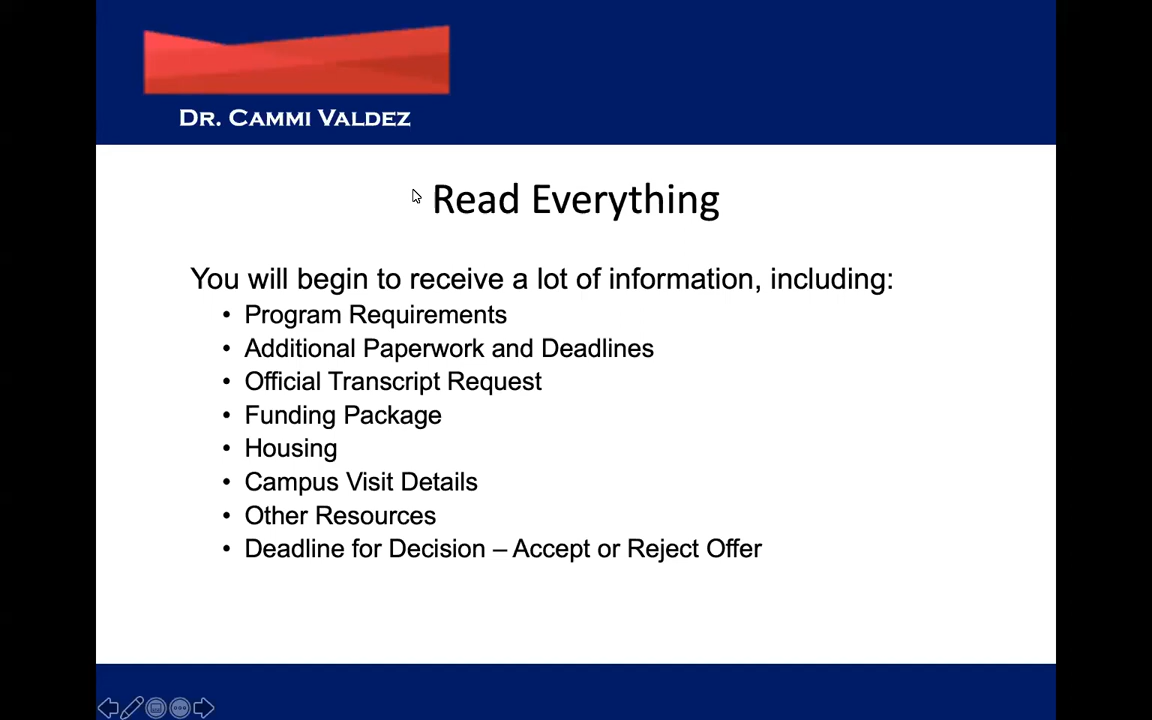 DR. CAMMI VALDEZ
Read Everything
You will begin to receive a lot of information, including:
• Program Requirements
• Additional Paperwork and Deadlines
• Official Transcript Request
• Funding Package
• Housing
• Campus Visit Details
• Other Resources
• Deadline for Decision – Accept or Reject Offer